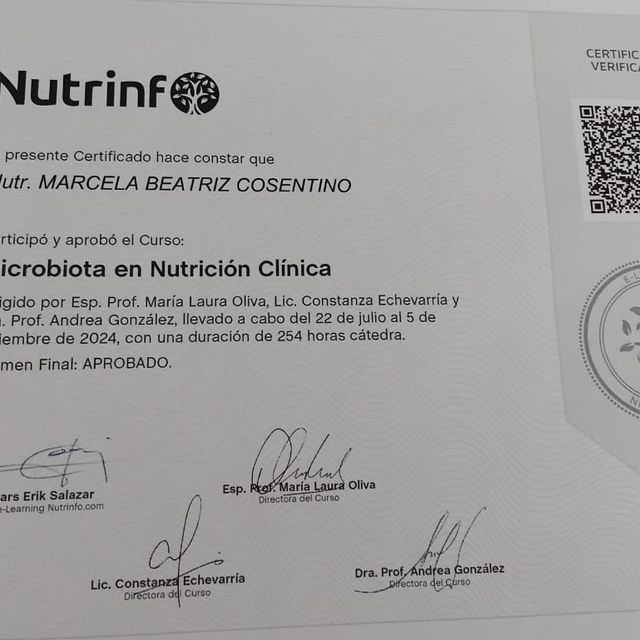 Nutrinfo
CERTIFIC
VERIFICA
presente Certificado hace constar que
utr. MARCELA BEATRIZ COSENTINO
rticipó y aprobó el Curso:
icrobiota en Nutrición Clínica
igido por Esp. Prof. María Laura Oliva, Lic. Constanza Echevarría y
. Prof. Andrea González, llevado a cabo del 22 de julio al 5 de
iembre de 2024, con una duración de 254 horas cátedra.
men Final: APROBADO.
E-L
ars Erik Salazar
e-Learning Nutrinfo.com
Esp. Prof. María Laura Oliva
Directora del Curso
Lic. Constanza Echevarría
Directora del Curso
Dra. Prof. Andrea González
Directora del Curso